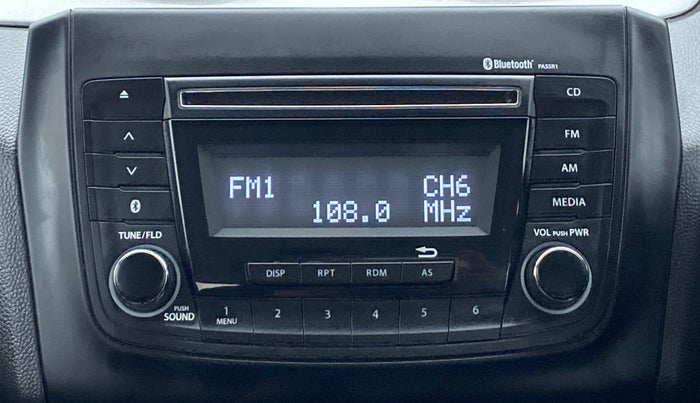 Bluetooth® PASSR1
CD
FM
AM
MEDIA
FM1 CH6
108.0 MHz
TUNE/FLD
VOL PUSH PWR
DISP RPT RDM AS
PUSH
SOUND
1 2 3 4 5 6
MENU